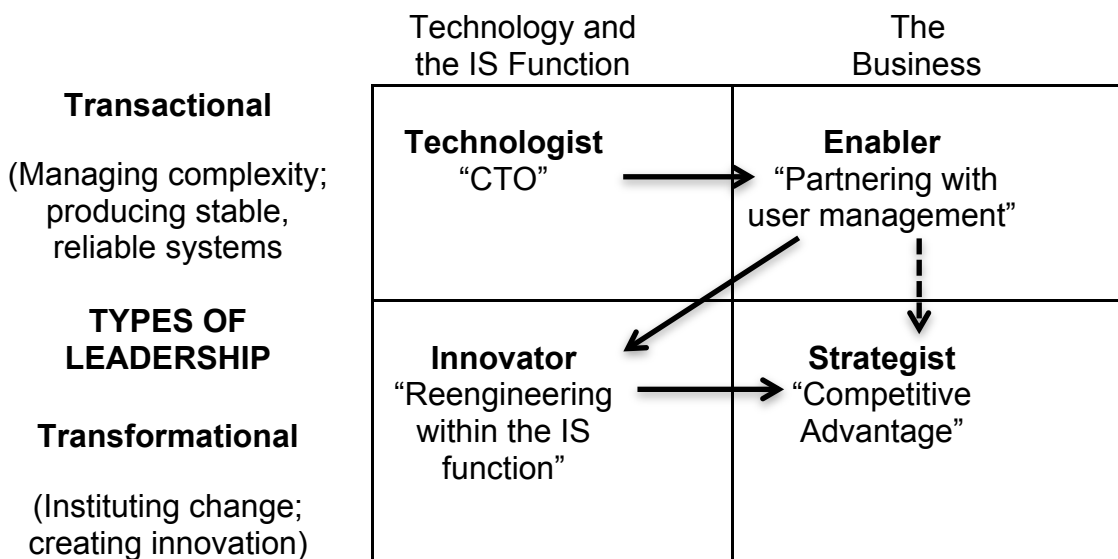 Technology and
the IS Function
The
Business
Transactional
(Managing complexity;
producing stable,
reliable systems
Technologist
“CTO”
Enabler
“Partnering with
user management”
TYPES OF
LEADERSHIP
Transformational
(Instituting change;
creating innovation)
Innovator
“Reengineering
within the IS
function”
Strategist
“Competitive
Advantage”